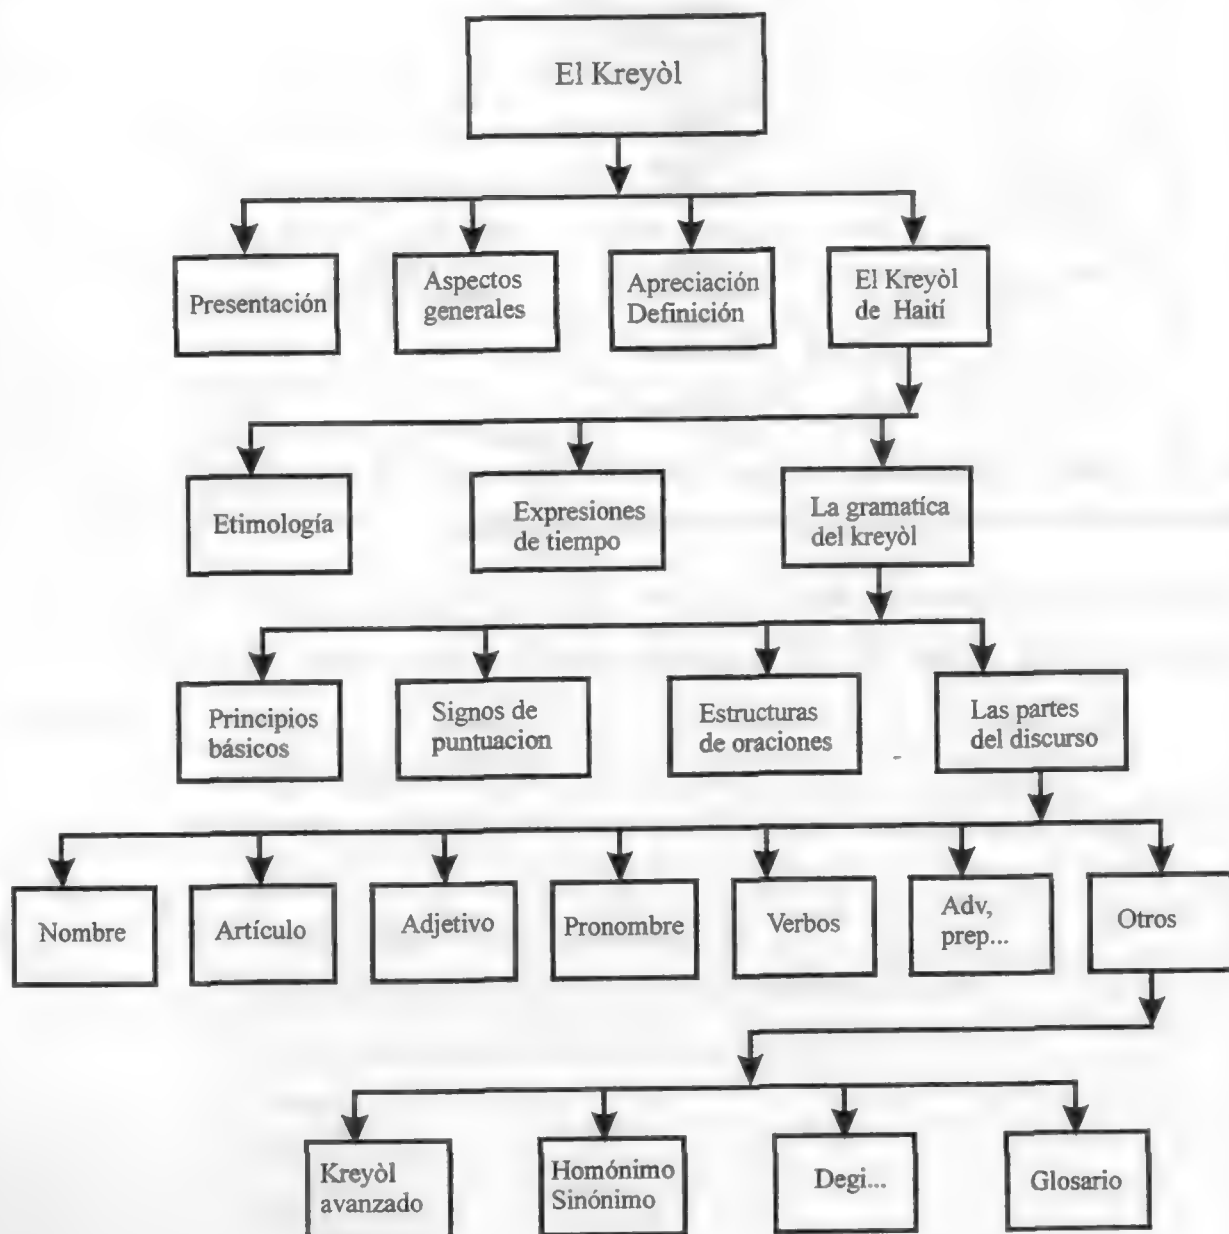 El Kreyòl
Presentación
Aspectos
generales
Apreciación
Definición
El Kreyòl
de Haití
Etimología
Expresiones
de tiempo
La gramatíca
del kreyòl
Principios
básicos
Signos de
puntuacion
Estructuras
de oraciones
Las partes
del discurso
Nombre
Artículo
Adjetivo
Pronombre
Verbos
Adv,
prep...
Otros
Kreyòl
avanzado
Homónimo
Sinónimo
Degi...
Glosario